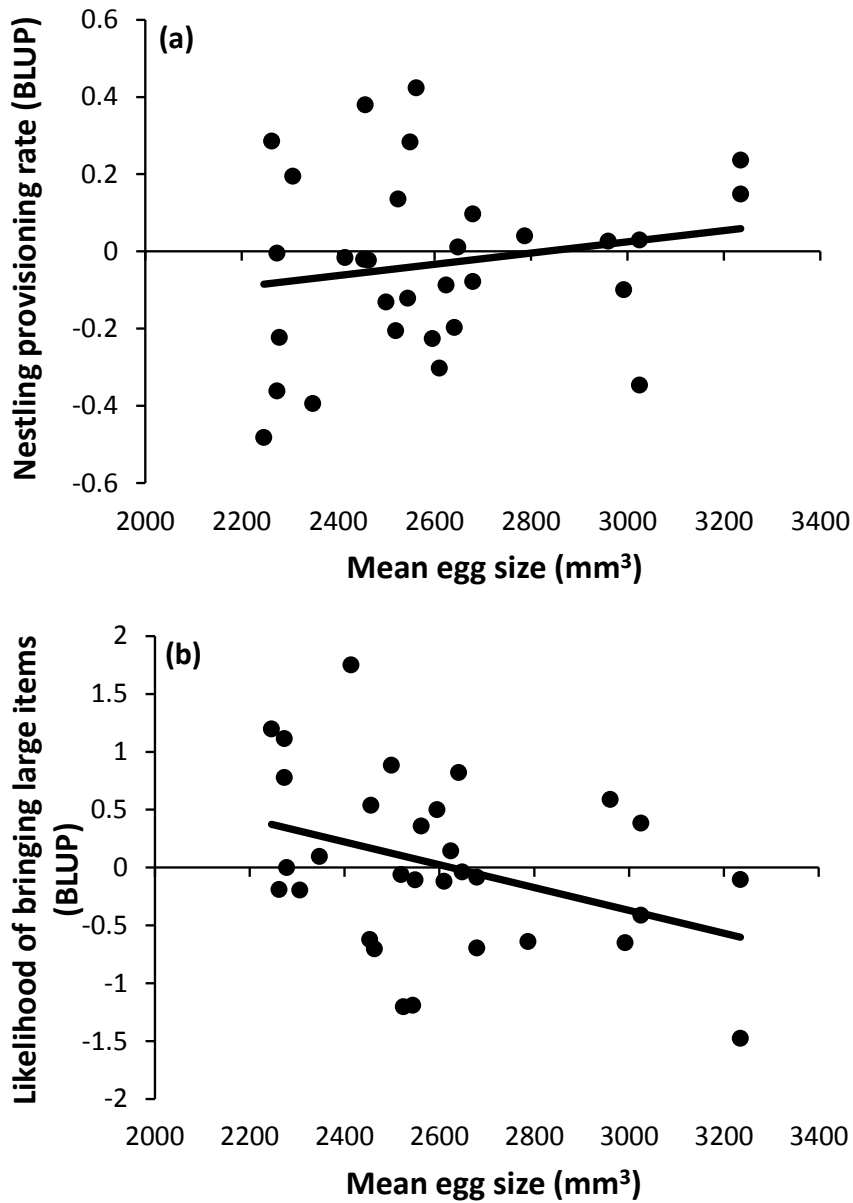 (a)
Nestling provisioning rate (BLUP)
0.6
0.4
0.2
0
-0.2
-0.4
-0.6
2000 2200 2400 2600 2800 3000 3200 3400
Mean egg size (mm³)
(b)
Likelihood of bringing large items
(BLUP)
2
1.5
1
0.5
0
-0.5
-1
-1.5
-2
2000 2200 2400 2600 2800 3000 3200 3400
Mean egg size (mm³)